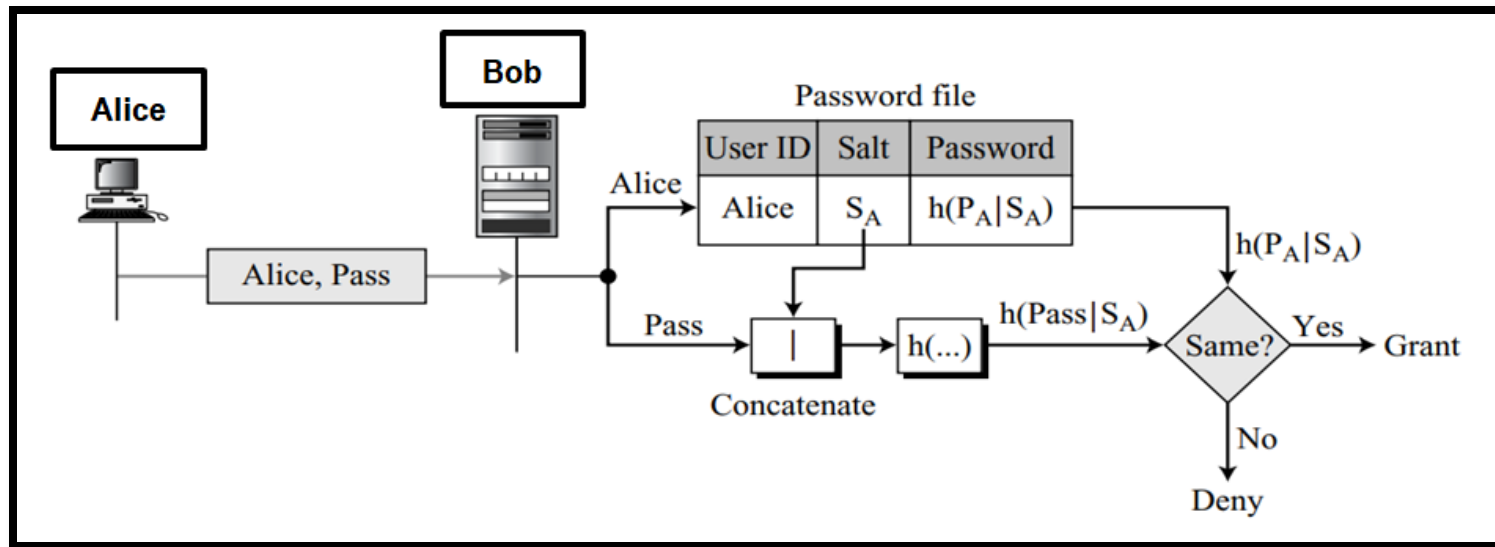 Alice
Bob
Password file
User ID Salt Password
Alice S_A h(P_A|S_A)
Alice
Alice, Pass
Pass
|
Concatenate
h(...)
h(Pass|S_A)
h(P_A|S_A)
Same?
Yes
Grant
No
Deny